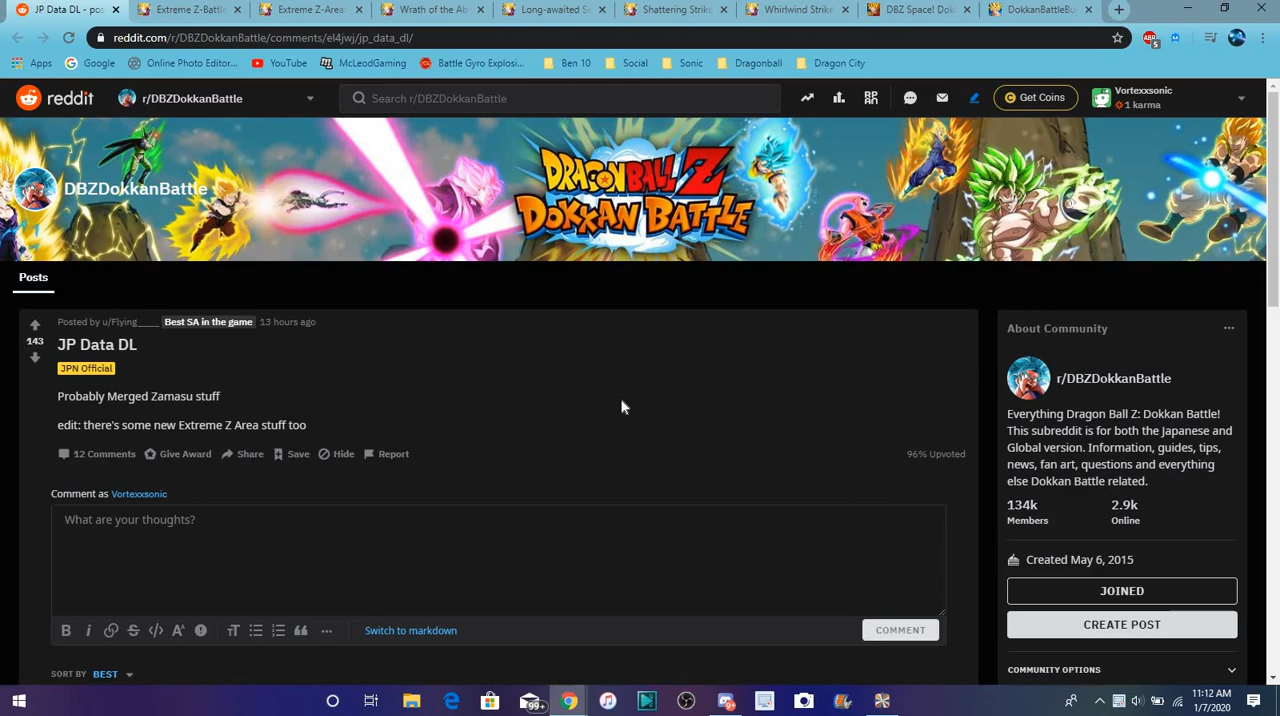 JP Data DL - pos
Extreme Z-Battle
Extreme Z-Area:
Wrath of the Ab
Long-awaited Su
Shattering Strike
Whirlwind Strike
DBZ Space! Dok
DokkanBattleBu
reddit.com/r/DBZDokkanBattle/comments/el4jwj/jp_data_dl/
ABP
5
Apps
Google
Online Photo Editor...
YouTube
McLeodGaming
Battle Gyro Explosi...
Ben 10
Social
Sonic
Dragonball
Dragon City
reddit
r/DBZDokkanBattle
Search r/DBZDokkanBattle
Get Coins
Vortexxsonic
1 karma
DBZDokkanBattle
DRAGON BALL Z
DOKKAN BATTLE
Posts
Posted by u/Flying____ Best SA in the game 13 hours ago
143
JP Data DL
JPN Official
Probably Merged Zamasu stuff
edit: there's some new Extreme Z Area stuff too
12 Comments Give Award Share Save Hide Report
96% Upvoted
Comment as Vortexxsonic
What are your thoughts?
Switch to markdown
COMMENT
SORT BY BEST
About Community
r/DBZDokkanBattle
Everything Dragon Ball Z: Dokkan Battle!
This subreddit is for both the Japanese and
Global version. Information, guides, tips,
news, fan art, questions and everything
else Dokkan Battle related.
134k 2.9k
Members Online
Created May 6, 2015
JOINED
CREATE POST
COMMUNITY OPTIONS
99+
11:12 AM
1/7/2020